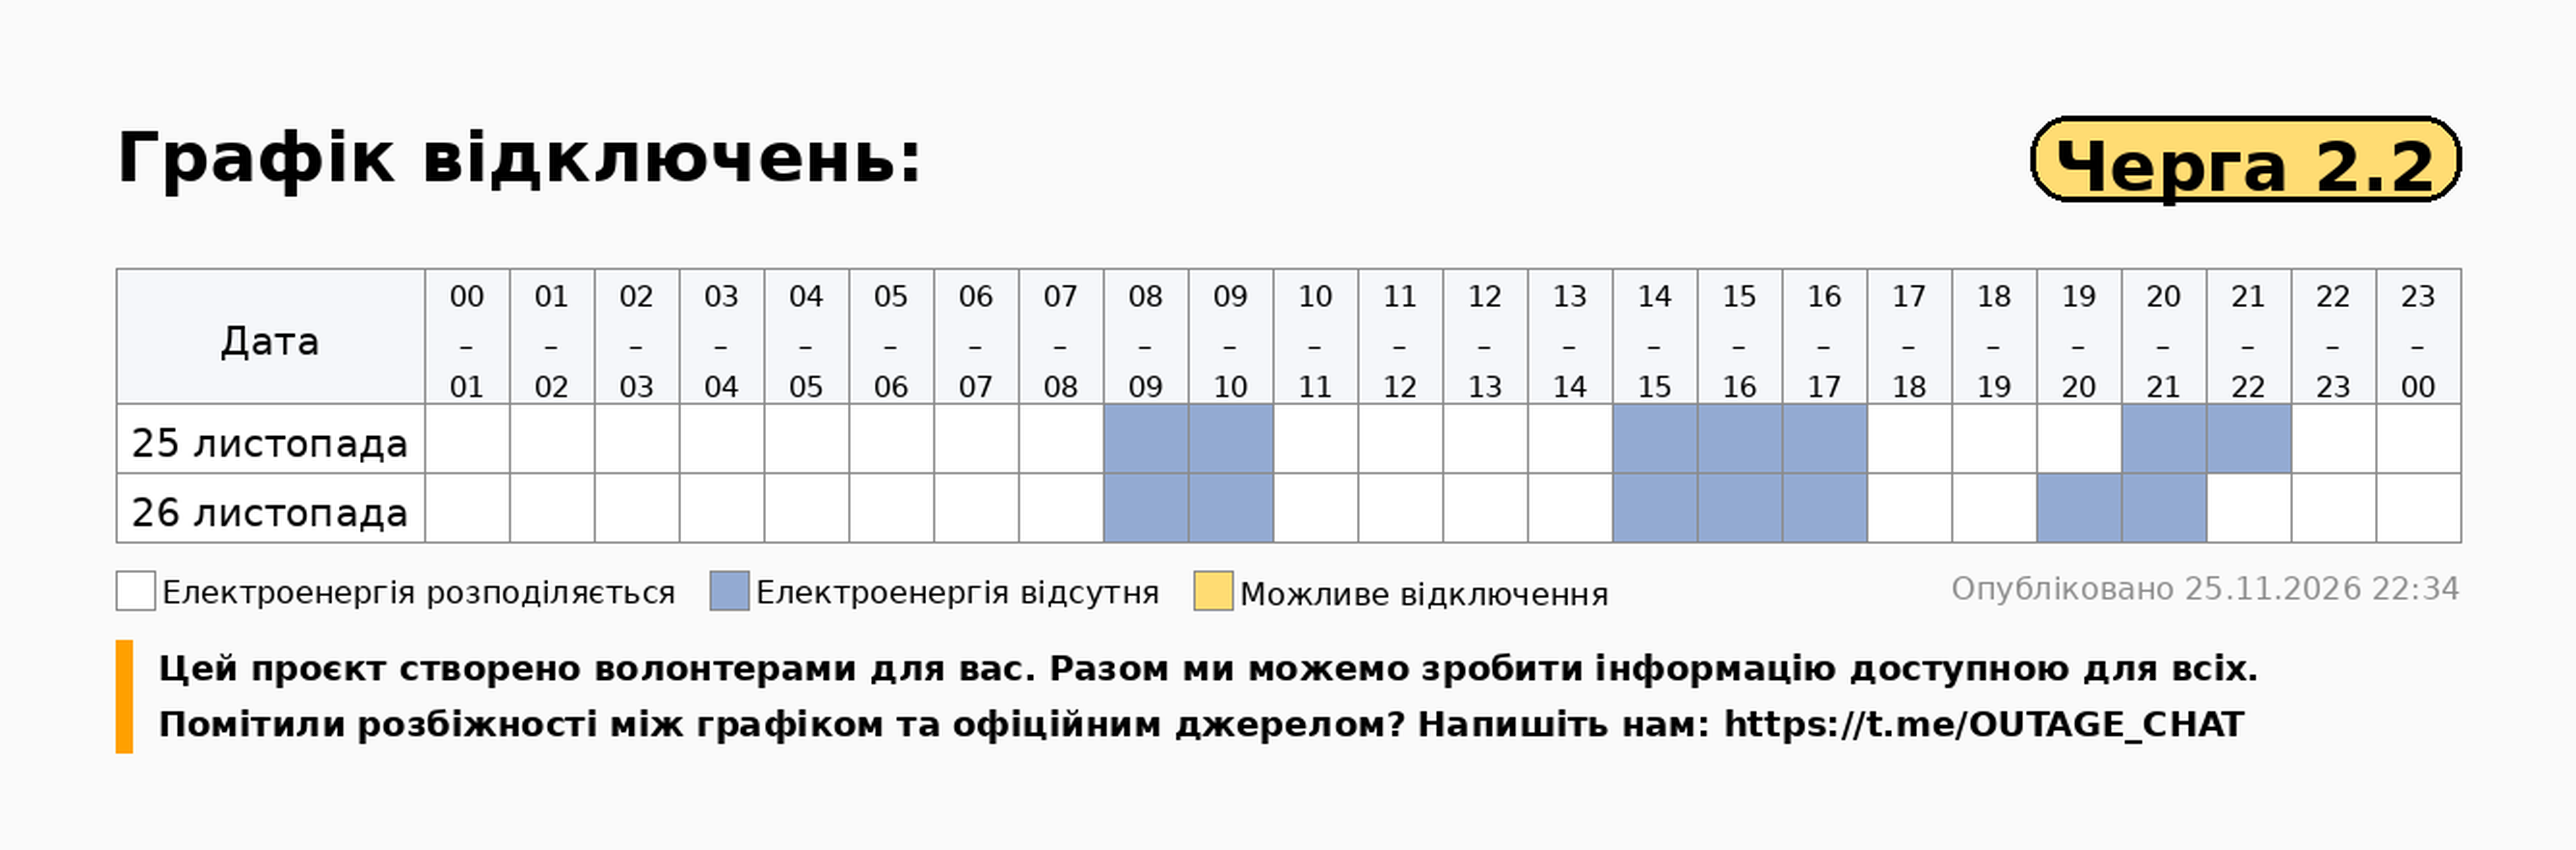 Графік відключень:
Черга 2.2
Дата
00 – 01
01 – 02
02 – 03
03 – 04
04 – 05
05 – 06
06 – 07
07 – 08
08 – 09
09 – 10
10 – 11
11 – 12
12 – 13
13 – 14
14 – 15
15 – 16
16 – 17
17 – 18
18 – 19
19 – 20
20 – 21
21 – 22
22 – 23
23 – 00
25 листопада
26 листопада
Електроенергія розподіляється
Електроенергія відсутня
Можливе відключення
Опубліковано 25.11.2026 22:34
Цей проєкт створено волонтерами для вас. Разом ми можемо зробити інформацію доступною для всіх.
Помітили розбіжності між графіком та офіційним джерелом? Напишіть нам: https://t.me/OUTAGE_CHAT